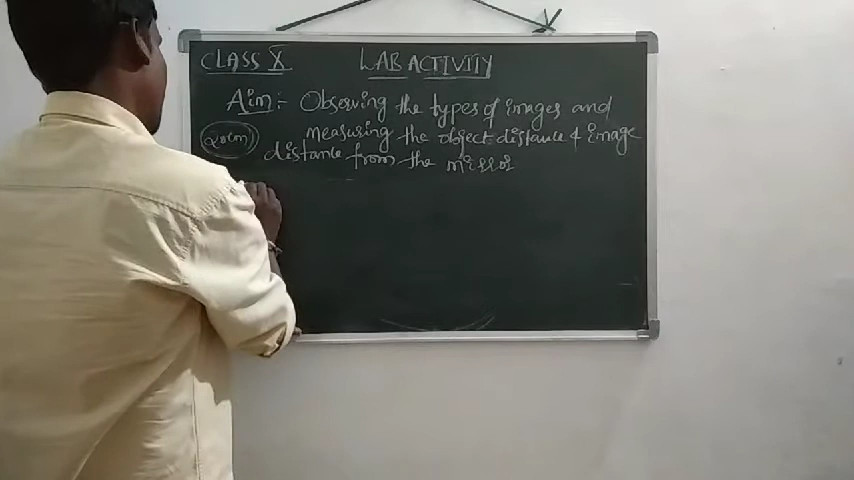 CLASS X LAB ACTIVITY
Aim:- Observing the types of images and
(20cm) measuring the object distance & image
distance from the mirror